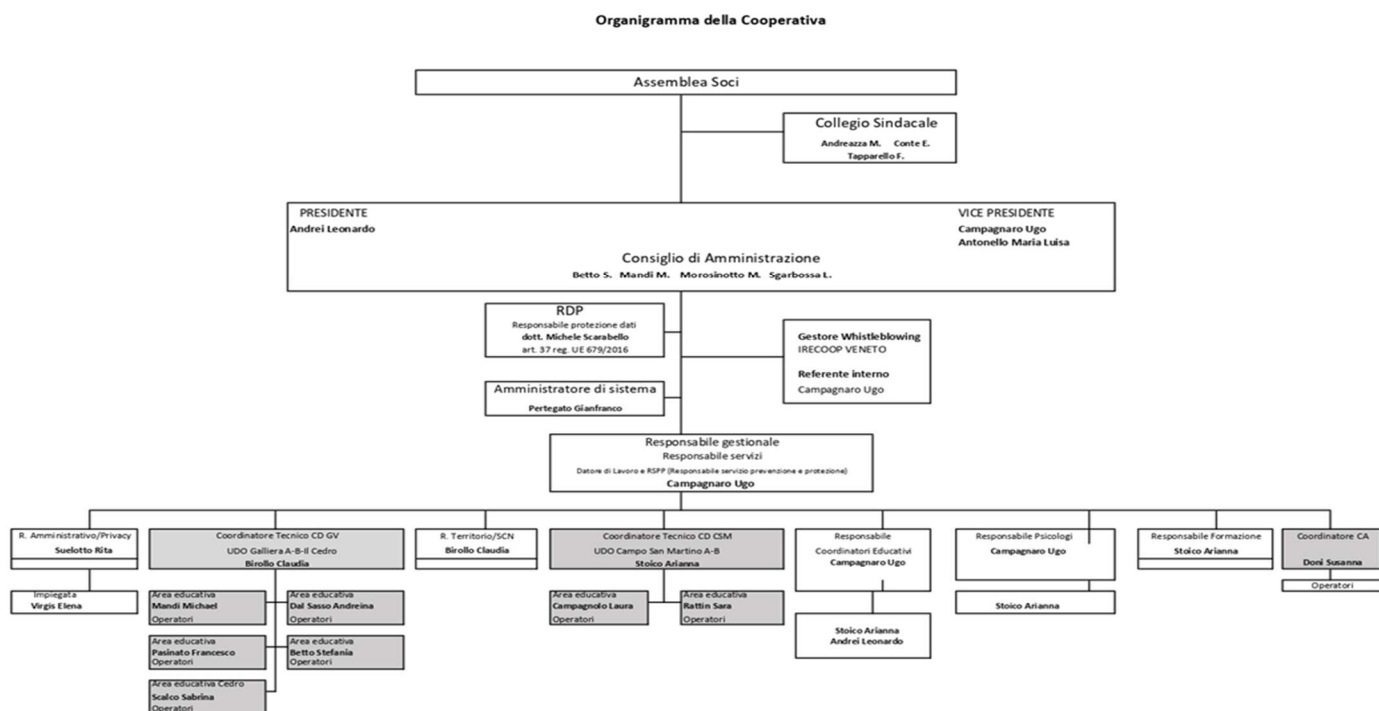 Organigramma della Cooperativa
Assemblea Soci
Collegio Sindacale
Andreazza M. Conte E.
Tapparello F.
PRESIDENTE
Andrei Leonardo
VICE PRESIDENTE
Campagnaro Ugo
Antonello Maria Luisa
Consiglio di Amministrazione
Betto S. Mandi M. Morosinotto M. Sgarbossa L.
RDP
Responsabile protezione dati
dott. Michele Scarabello
art. 37 reg. UE 679/2016
Gestore Whistleblowing
IRECOOP VENETO
Referente interno
Campagnaro Ugo
Amministratore di sistema
Pertegato Gianfranco
Responsabile gestionale
Responsabile servizi
Datore di Lavoro e RSPP (Responsabile servizio prevenzione e protezione)
Campagnaro Ugo
R. Amministrativo/Privacy
Suelotto Rita
Impiegata
Virgis Elena
Coordinatore Tecnico CD GV
UDO Galliera A-B-Il Cedro
Birollo Claudia
Area educativa
Mandi Michael
Operatori
Area educativa
Dal Sasso Andreina
Operatori
Area educativa
Pasinato Francesco
Operatori
Area educativa
Betto Stefania
Operatori
Area educativa Cedro
Scalco Sabrina
Operatori
R. Territorio/SCN
Birollo Claudia
Coordinatore Tecnico CD CSM
UDO Campo San Martino A-B
Stoico Arianna
Area educativa
Campagnolo Laura
Operatori
Area educativa
Rattin Sara
Operatori
Responsabile
Coordinatori Educativi
Campagnaro Ugo
Stoico Arianna
Andrei Leonardo
Responsabile Psicologi
Campagnaro Ugo
Stoico Arianna
Responsabile Formazione
Stoico Arianna
Coordinatore CA
Doni Susanna
Operatori